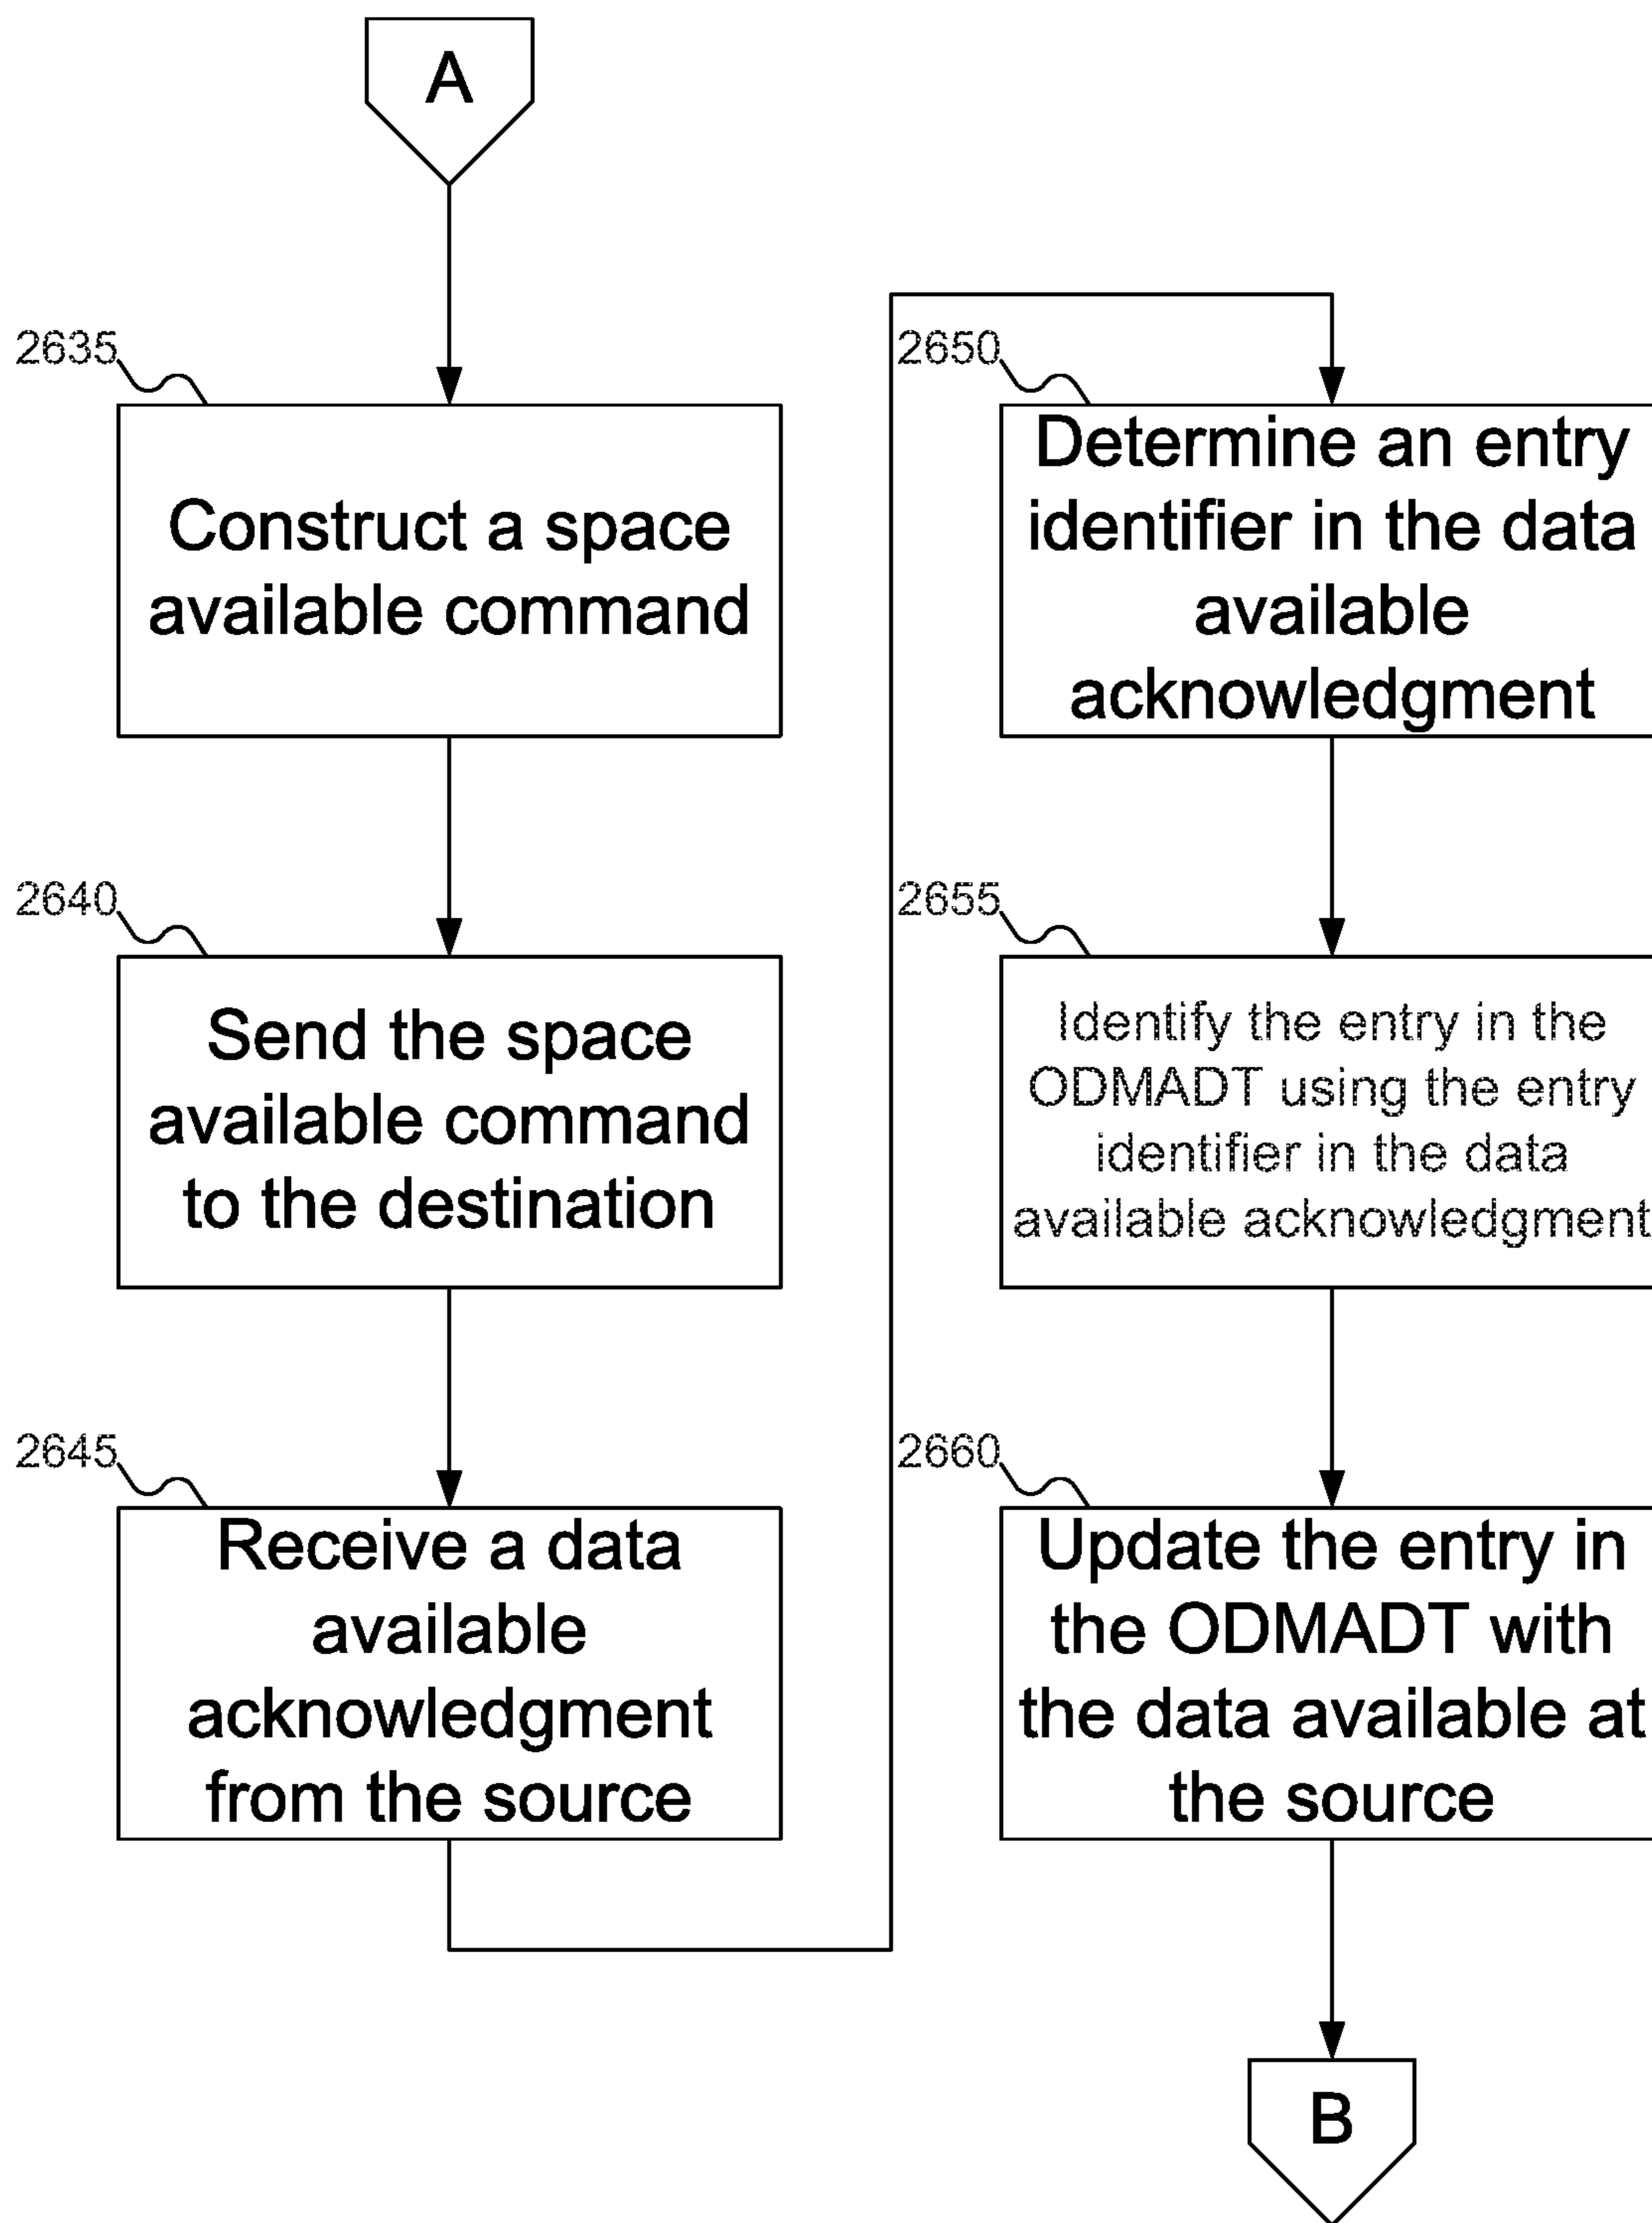 A
2635
Construct a space
available command
2640
Send the space
available command
to the destination
2645
Receive a data
available
acknowledgment
from the source
2650
Determine an entry
identifier in the data
available
acknowledgment
2655
Identify the entry in the
ODMADT using the entry
identifier in the data
available acknowledgment
2660
Update the entry in
the ODMADT with
the data available at
the source
B